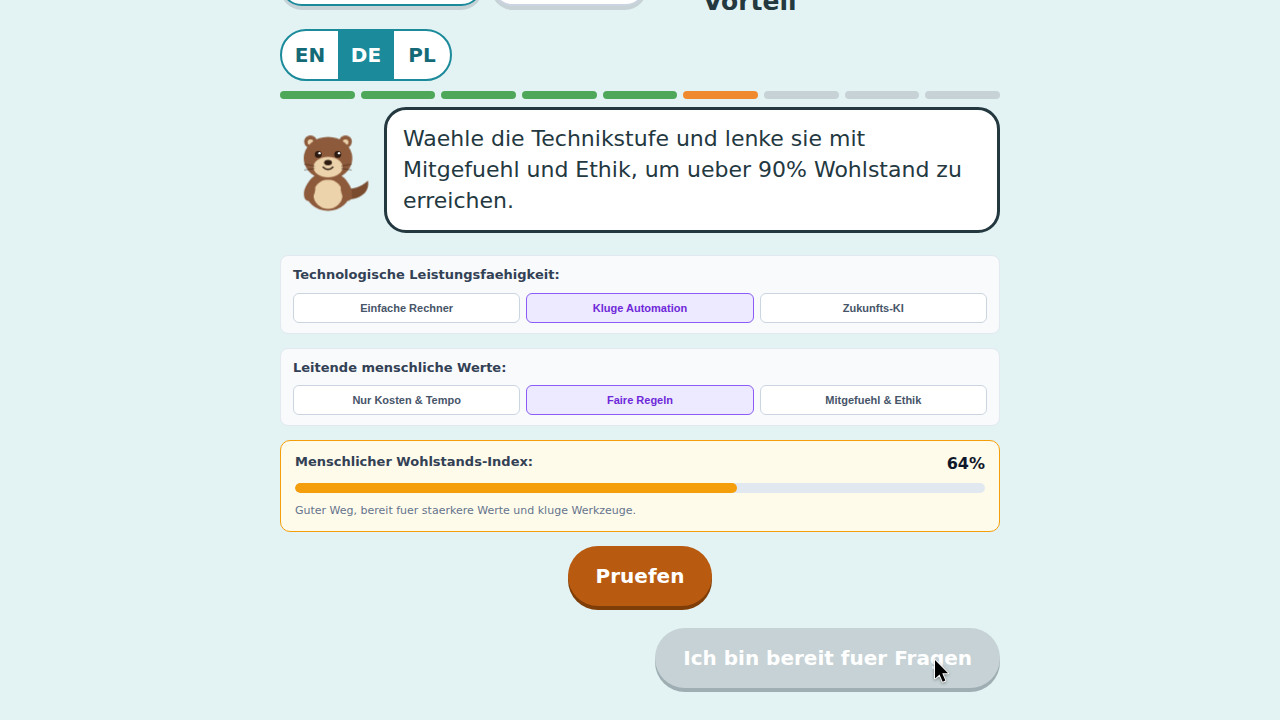 Vorteil
EN DE PL
Waehle die Technikstufe und lenke sie mit
Mitgefuehl und Ethik, um ueber 90% Wohlstand zu
erreichen.
Technologische Leistungsfaehigkeit:
Einfache Rechner Kluge Automation Zukunfts-KI
Leitende menschliche Werte:
Nur Kosten & Tempo Faire Regeln Mitgefuehl & Ethik
Menschlicher Wohlstands-Index: 64%
Guter Weg, bereit fuer staerkere Werte und kluge Werkzeuge.
Pruefen
Ich bin bereit fuer Fragen